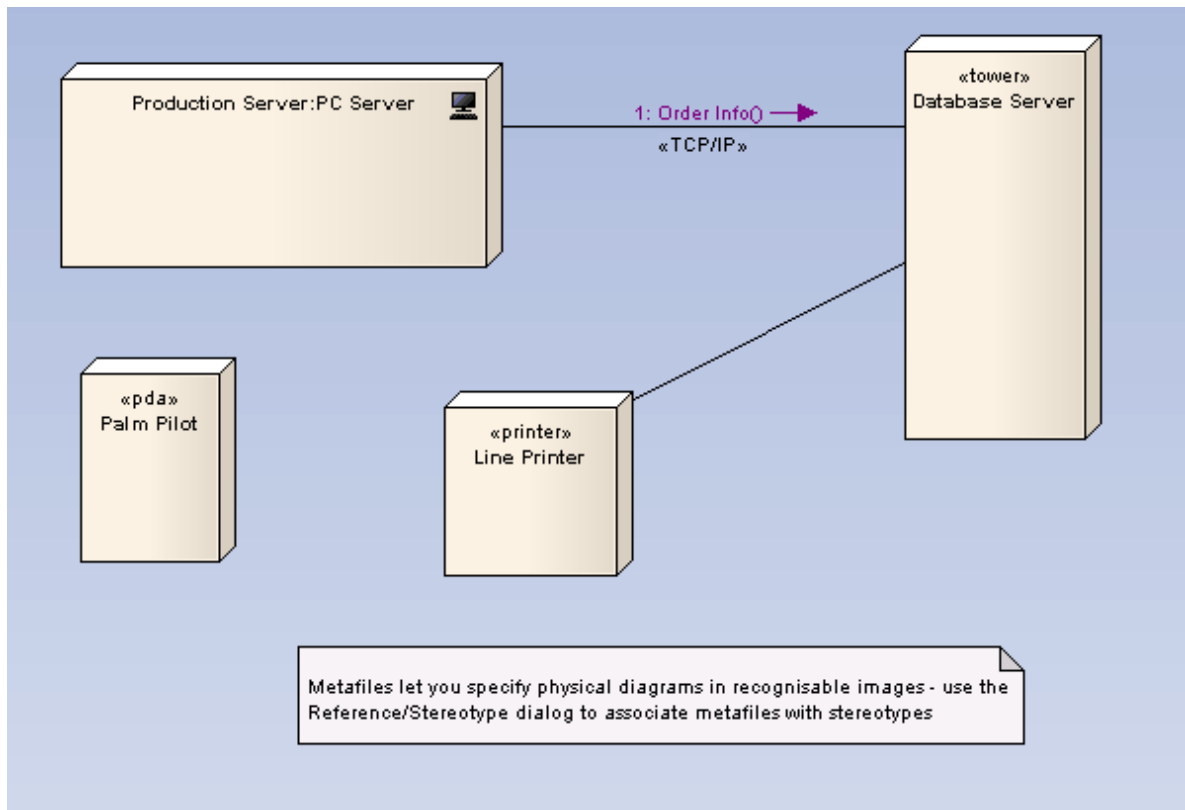 Production Server:PC Server
1: Order Info()
«TCP/IP»
«tower»
Database Server
«pda»
Palm Pilot
«printer»
Line Printer
Metafiles let you specify physical diagrams in recognisable images - use the
Reference/Stereotype dialog to associate metafiles with stereotypes